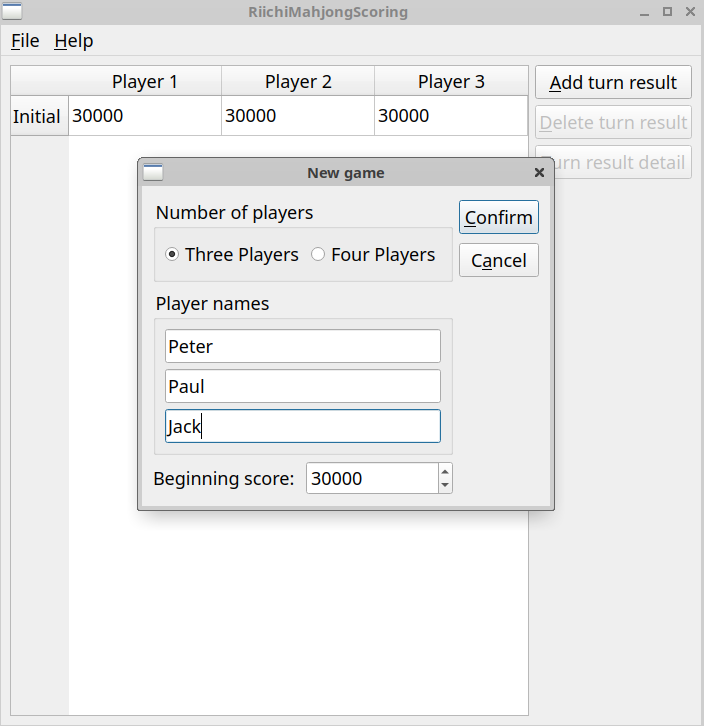 RiichiMahjongScoring
File Help
Player 1 Player 2 Player 3
Initial 30000 30000 30000
Add turn result
Delete turn result
turn result detail
New game
Number of players
Three Players Four Players
Confirm
Cancel
Player names
Peter
Paul
Jack
Beginning score: 30000